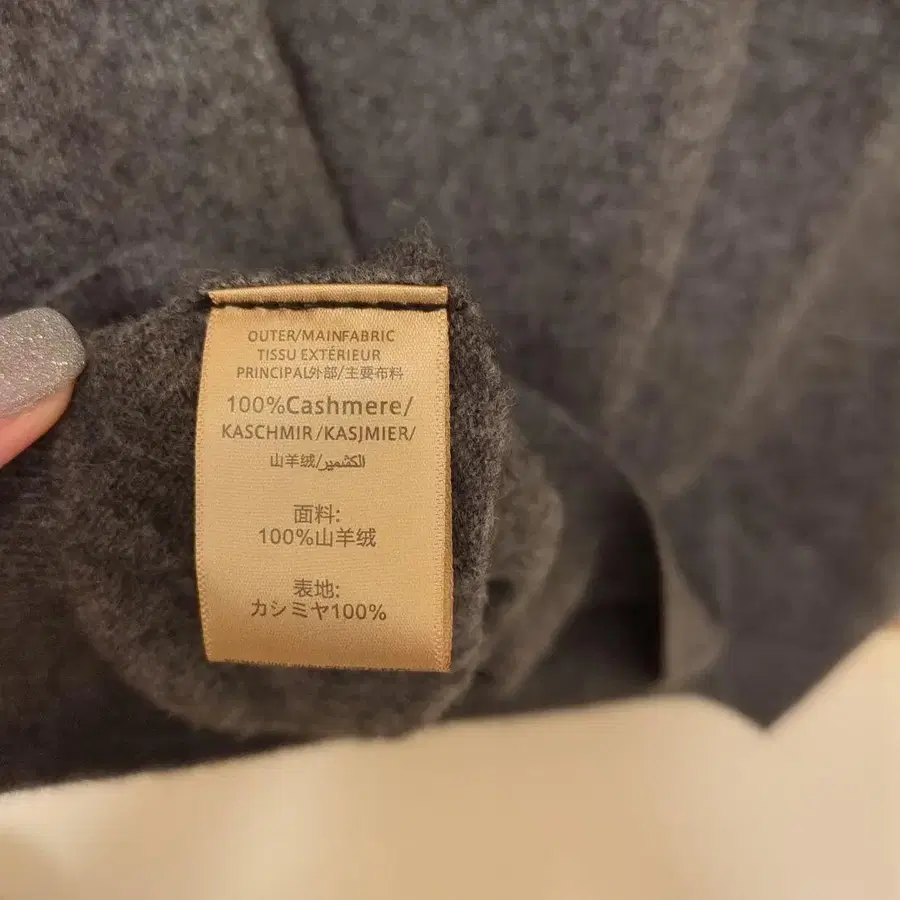 OUTER/MAINFABRIC
TISSU EXTÉRIEUR
PRINCIPAL外部/主要布料
100%Cashmere/
KASCHMIR/KASJMIER/
山羊绒/الكشمير
面料:
100%山羊绒
表地:
カシミヤ100%